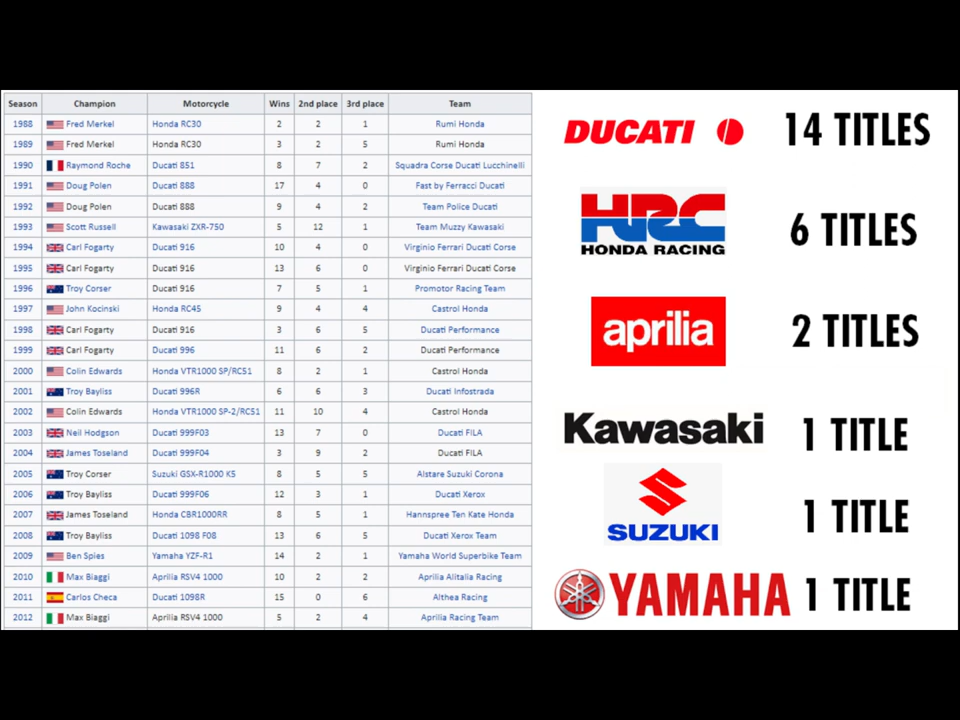 Season Champion Motorcycle Wins 2nd place 3rd place Team
1988 Fred Merkel Honda RC30 2 2 1 Rumi Honda
1989 Fred Merkel Honda RC30 3 2 5 Rumi Honda
1990 Raymond Roche Ducati 851 8 7 2 Squadra Corse Ducati Lucchinelli
1991 Doug Polen Ducati 888 17 4 0 Fast by Ferracci Ducati
1992 Doug Polen Ducati 888 9 4 2 Team Police Ducati
1993 Scott Russell Kawasaki ZXR-750 5 12 1 Team Muzzy Kawasaki
1994 Carl Fogarty Ducati 916 10 4 0 Virginio Ferrari Ducati Corse
1995 Carl Fogarty Ducati 916 13 6 0 Virginio Ferrari Ducati Corse
1996 Troy Corser Ducati 916 7 5 1 Promotor Racing Team
1997 John Kocinski Honda RC45 9 4 4 Castrol Honda
1998 Carl Fogarty Ducati 916 3 6 5 Ducati Performance
1999 Carl Fogarty Ducati 996 11 6 2 Ducati Performance
2000 Colin Edwards Honda VTR1000 SP/RC51 8 2 1 Castrol Honda
2001 Troy Bayliss Ducati 996R 6 6 3 Ducati Infostrada
2002 Colin Edwards Honda VTR1000 SP-2/RC51 11 10 4 Castrol Honda
2003 Neil Hodgson Ducati 999F03 13 7 0 Ducati FILA
2004 James Toseland Ducati 999F04 3 9 2 Ducati FILA
2005 Troy Corser Suzuki GSX-R1000 K5 8 5 5 Alstare Suzuki Corona
2006 Troy Bayliss Ducati 999F06 12 3 1 Ducati Xerox
2007 James Toseland Honda CBR1000RR 8 5 1 Hannspree Ten Kate Honda
2008 Troy Bayliss Ducati 1098 F08 13 6 5 Ducati Xerox Team
2009 Ben Spies Yamaha YZF-R1 14 2 1 Yamaha World Superbike Team
2010 Max Biaggi Aprilia RSV4 1000 10 2 2 Aprilia Alitalia Racing
2011 Carlos Checa Ducati 1098R 15 0 6 Althea Racing
2012 Max Biaggi Aprilia RSV4 1000 5 2 4 Aprilia Racing Team
DUCATI 14 TITLES
HRC
HONDA RACING 6 TITLES
aprilia 2 TITLES
Kawasaki 1 TITLE
SUZUKI 1 TITLE
YAMAHA 1 TITLE